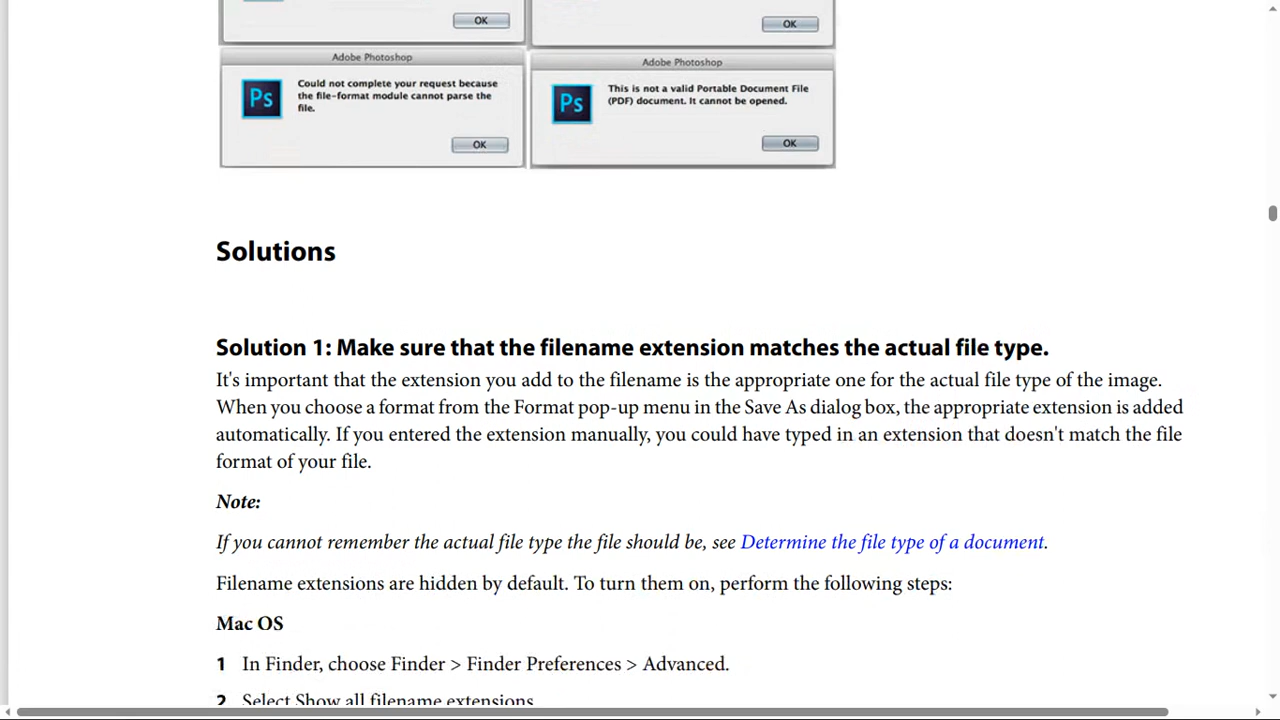 OK
OK
Adobe Photoshop
Could not complete your request because
the file-format module cannot parse the
file.
Ps
OK
Adobe Photoshop
This is not a valid Portable Document File
(PDF) document. It cannot be opened.
Ps
OK
Solutions
Solution 1: Make sure that the filename extension matches the actual file type.
It's important that the extension you add to the filename is the appropriate one for the actual file type of the image.
When you choose a format from the Format pop-up menu in the Save As dialog box, the appropriate extension is added
automatically. If you entered the extension manually, you could have typed in an extension that doesn't match the file
format of your file.
Note:
If you cannot remember the actual file type the file should be, see Determine the file type of a document.
Filename extensions are hidden by default. To turn them on, perform the following steps:
Mac OS
1 In Finder, choose Finder > Finder Preferences > Advanced.
2 Select Show all filename extensions